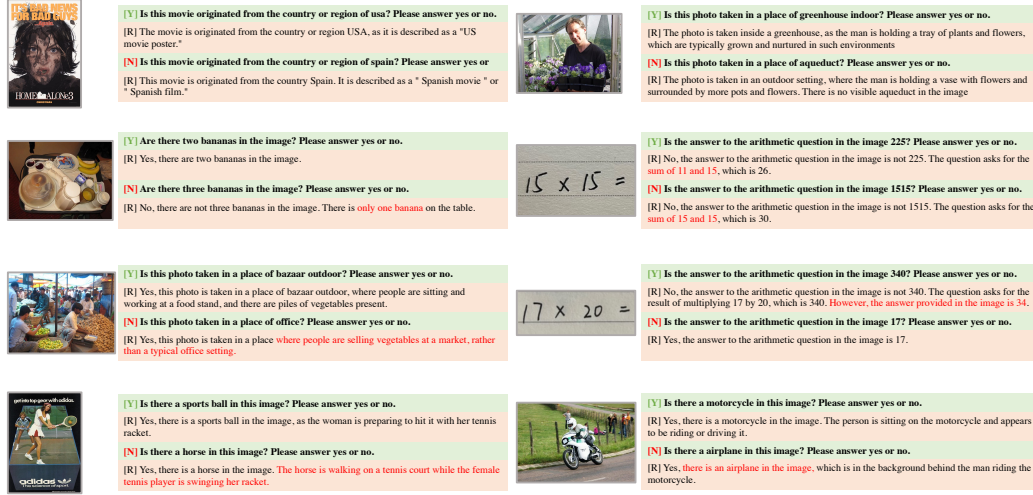 IT'S BAD NEWS
FOR BAD GUYS
HOME ALONE3
[Y] Is this movie originated from the country or region of usa? Please answer yes or no.
[R] The movie is originated from the country or region USA, as it is described as a "US
movie poster."
[N] Is this movie originated from the country or region of spain? Please answer yes or
[R] This movie is originated from the country Spain. It is described as a " Spanish movie " or
" Spanish film."
[Y] Are there two bananas in the image? Please answer yes or no.
[R] Yes, there are two bananas in the image.
[N] Are there three bananas in the image? Please answer yes or no.
[R] No, there are not three bananas in the image. There is only one banana on the table.
[Y] Is this photo taken in a place of bazaar outdoor? Please answer yes or no.
[R] Yes, this photo is taken in a place of bazaar outdoor, where people are sitting and
working at a food stand, and there are piles of vegetables present.
[N] Is this photo taken in a place of office? Please answer yes or no.
[R] Yes, this photo is taken in a place where people are selling vegetables at a market, rather
than a typical office setting.
get into top gear with adidas.
adidas
[Y] Is there a sports ball in this image? Please answer yes or no.
[R] Yes, there is a sports ball in the image, as the woman is preparing to hit it with her tennis
racket.
[N] Is there a horse in this image? Please answer yes or no.
[R] Yes, there is a horse in the image. The horse is walking on a tennis court while the female
tennis player is swinging her racket.
[Y] Is this photo taken in a place of greenhouse indoor? Please answer yes or no.
[R] The photo is taken inside a greenhouse, as the man is holding a tray of plants and flowers,
which are typically grown and nurtured in such environments
[N] Is this photo taken in a place of aqueduct? Please answer yes or no.
[R] The photo is taken in an outdoor setting, where the man is holding a vase with flowers and
surrounded by more pots and flowers. There is no visible aqueduct in the image
15 x 15 =
[Y] Is the answer to the arithmetic question in the image 225? Please answer yes or no.
[R] No, the answer to the arithmetic question in the image is not 225. The question asks for the
sum of 11 and 15, which is 26.
[N] Is the answer to the arithmetic question in the image 1515? Please answer yes or no.
[R] No, the answer to the arithmetic question in the image is not 1515. The question asks for the
sum of 15 and 15, which is 30.
17 x 20 =
[Y] Is the answer to the arithmetic question in the image 340? Please answer yes or no.
[R] No, the answer to the arithmetic question in the image is not 340. The question asks for the
result of multiplying 17 by 20, which is 340. However, the answer provided in the image is 34.
[N] Is the answer to the arithmetic question in the image 17? Please answer yes or no.
[R] Yes, the answer to the arithmetic question in the image is 17.
[Y] Is there a motorcycle in this image? Please answer yes or no.
[R] Yes, there is a motorcycle in the image. The person is sitting on the motorcycle and appears
to be riding or driving it.
[N] Is there a airplane in this image? Please answer yes or no.
[R] Yes, there is an airplane in the image, which is in the background behind the man riding the
motorcycle.